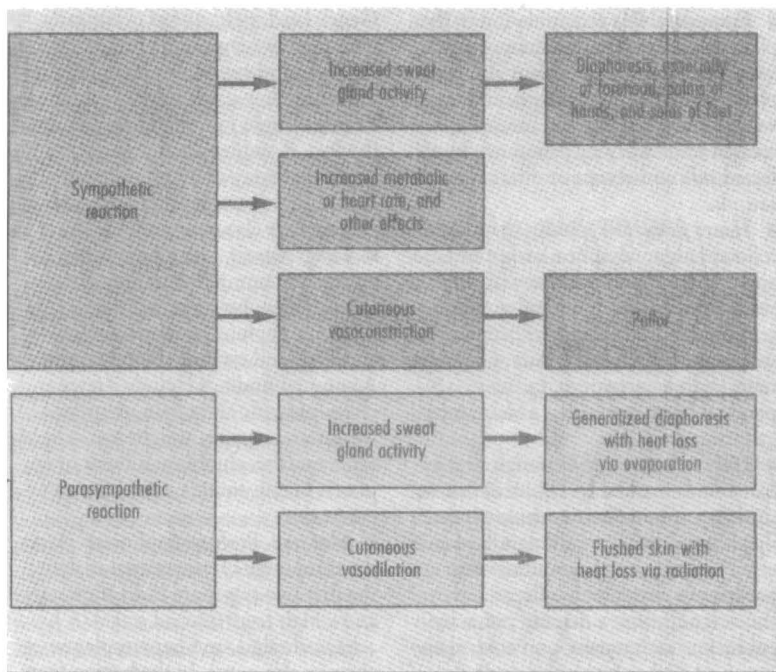 Sympathetic
reaction
Increased sweat
gland activity
Diaphoresis, especially
of forehead, palms of
hands, and soles of feet
Increased metabolic
or heart rate, and
other effects
Cutaneous
vasoconstriction
Pallor
Parasympathetic
reaction
Increased sweat
gland activity
Generalized diaphoresis
with heat loss
via evaporation
Cutaneous
vasodilation
Flushed skin with
heat loss via radiation